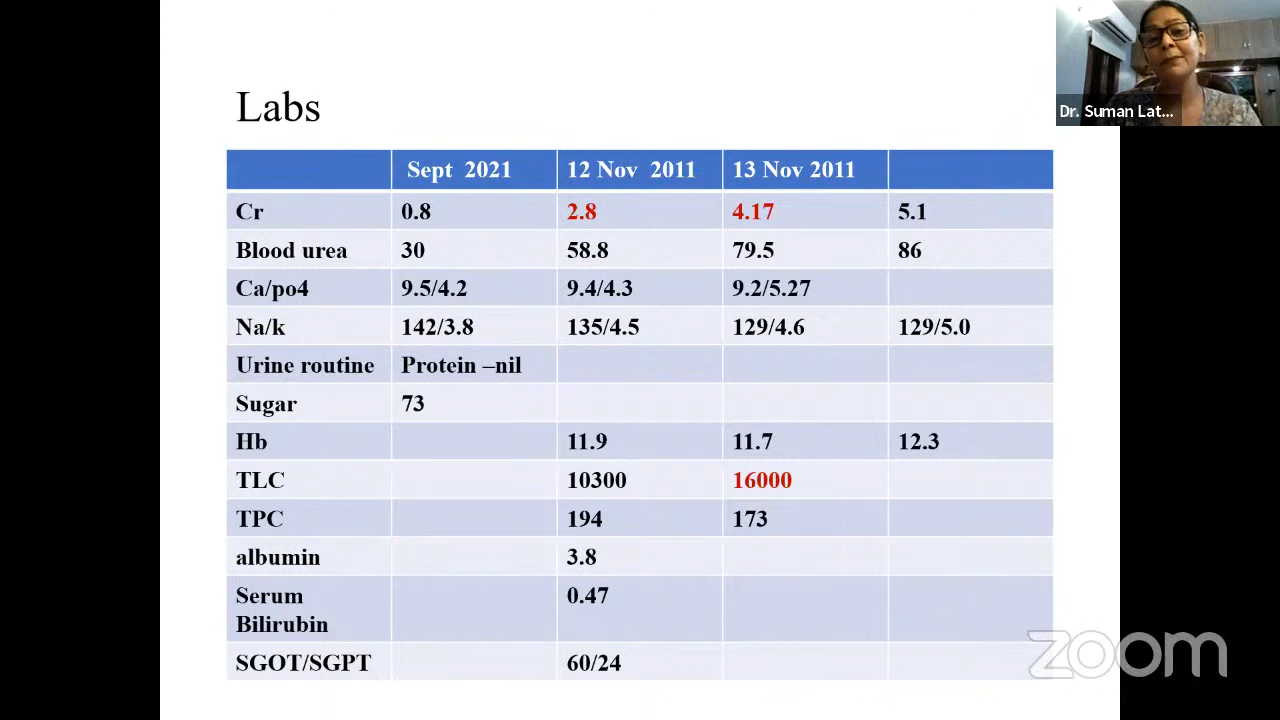 Dr. Suman Lat...
Labs
Sept 2021 12 Nov 2011 13 Nov 2011
Cr 0.8 2.8 4.17 5.1
Blood urea 30 58.8 79.5 86
Ca/po4 9.5/4.2 9.4/4.3 9.2/5.27
Na/k 142/3.8 135/4.5 129/4.6 129/5.0
Urine routine Protein –nil
Sugar 73
Hb 11.9 11.7 12.3
TLC 10300 16000
TPC 194 173
albumin 3.8
Serum 0.47
Bilirubin
SGOT/SGPT 60/24
zoom